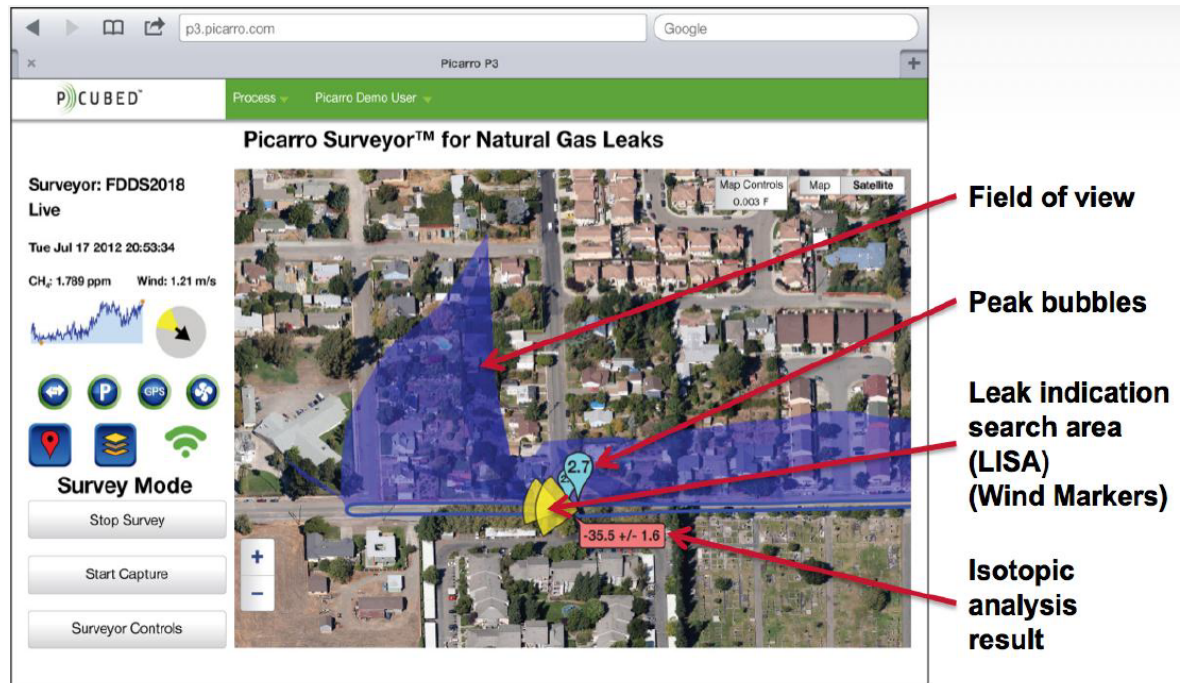 p3.picarro.com
Google
Picarro P3
P CUBED™
Process
Picarro Demo User
Picarro Surveyor™ for Natural Gas Leaks
Surveyor: FDDS2018
Live
Tue Jul 17 2012 20:53:34
CH₄: 1.789 ppm Wind: 1.21 m/s
P
GPS
Survey Mode
Stop Survey
Start Capture
Surveyor Controls
Map Controls
0.003 F
Map
Satellite
2.7
2
-35.5 +/- 1.6
+
−
Field of view
Peak bubbles
Leak indication
search area
(LISA)
(Wind Markers)
Isotopic
analysis
result